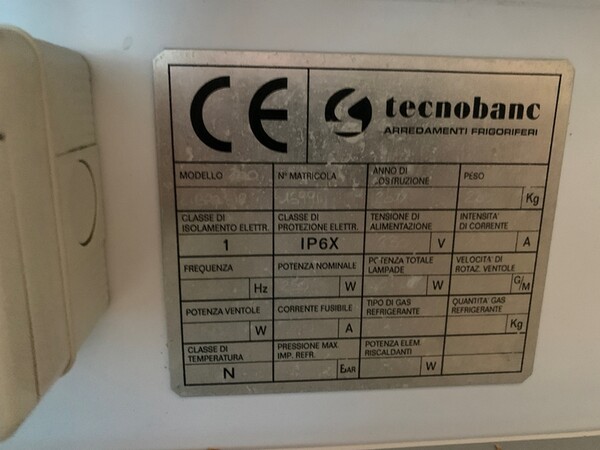 CE
tecnobanc
ARREDAMENTI FRIGORIFERI
MODELLO
N° MATRICOLA
ANNO DI
COSTRUZIONE
PESO
Kg
CLASSE DI
ISOLAMENTO ELETTR.
1
CLASSE DI
PROTEZIONE ELETTR.
IP6X
TENSIONE DI
ALIMENTAZIONE
V
INTENSITA' DI
DI CORRENTE
A
FREQUENZA
Hz
POTENZA NOMINALE
W
POTENZA TOTALE
LAMPADE
W
VELOCITA' DI
ROTAZ. VENTOLE
G/M
POTENZA VENTOLE
W
CORRENTE FUSIBILE
A
TIPO DI GAS
REFRIGERANTE
QUANTITA' GAS
REFRIGERANTE
Kg
CLASSE DI
TEMPERATURA
N
PRESSIONE MAX
IMP. REFR.
BAR
POTENZA ELEM.
RISCALDANTI
W